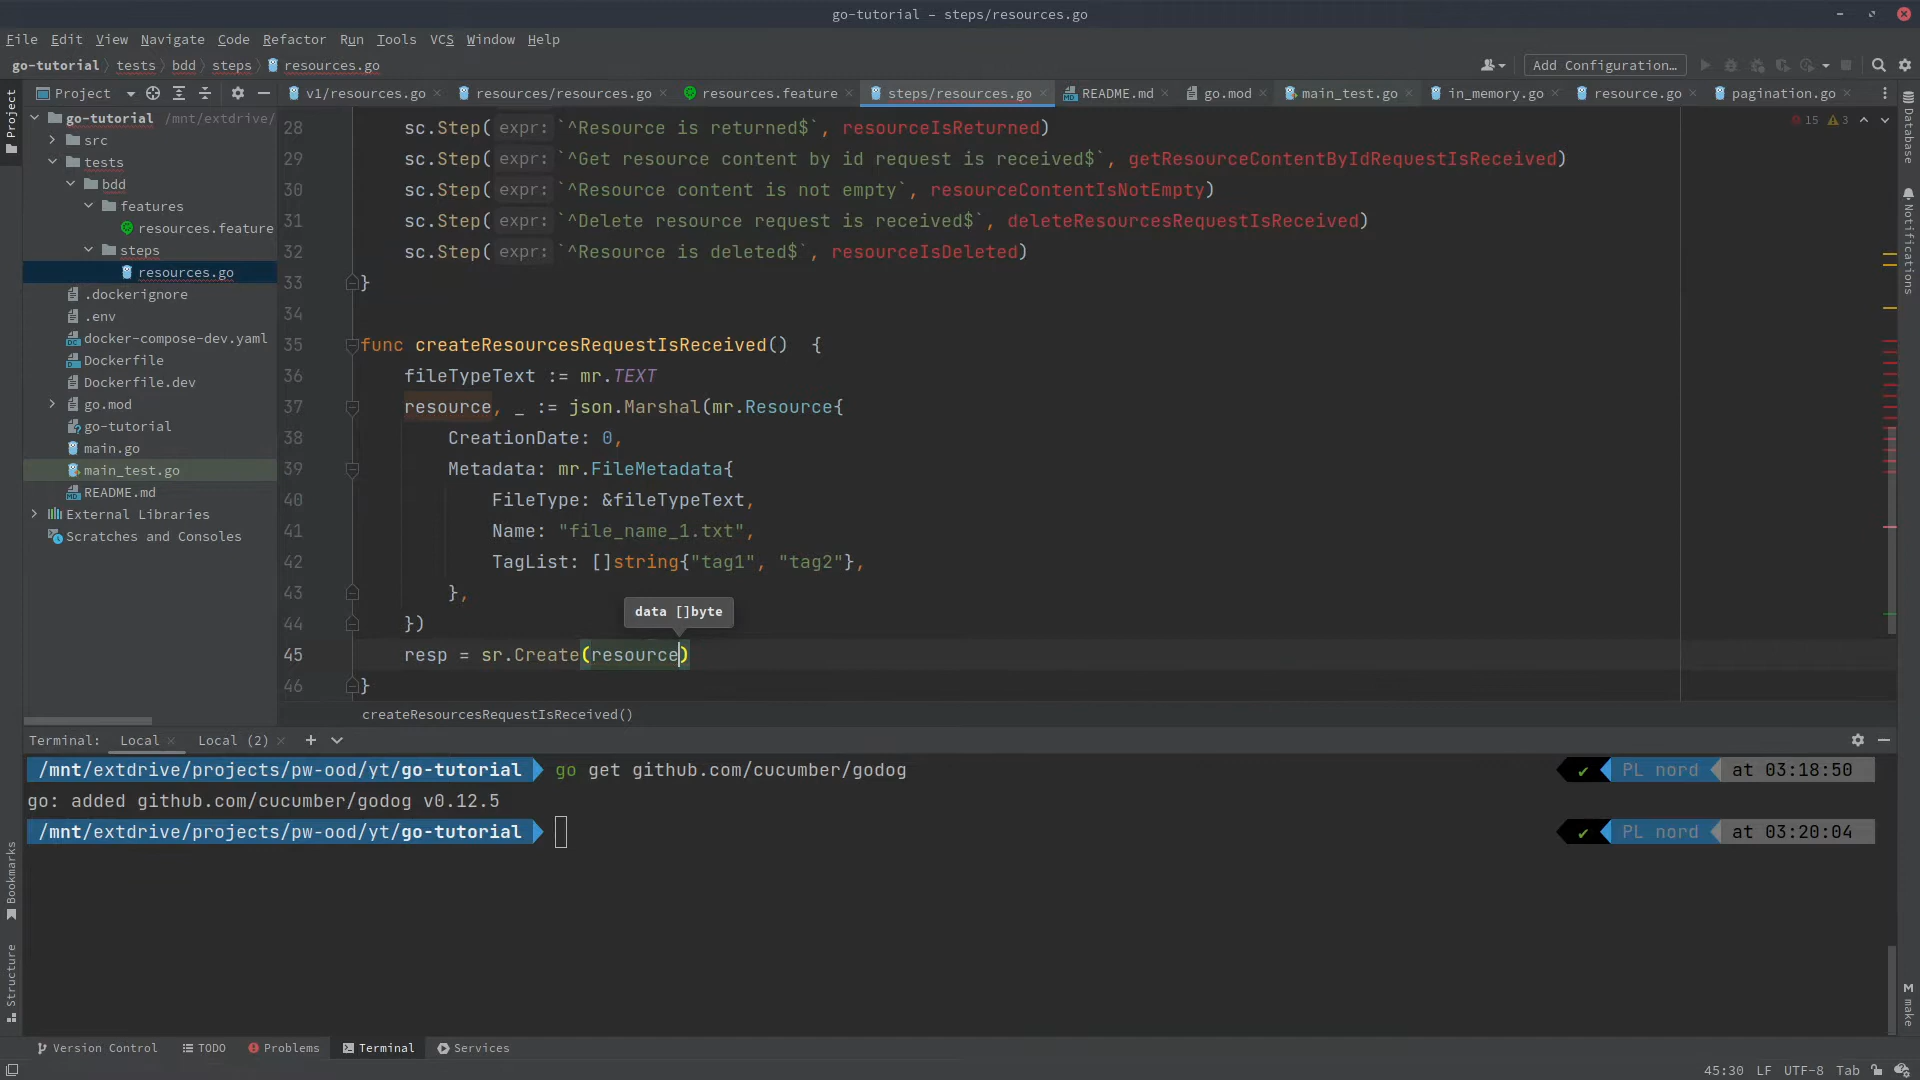 go-tutorial – steps/resources.go
File Edit View Navigate Code Refactor Run Tools VCS Window Help
go-tutorial tests bdd steps resources.go
Add Configuration...
Project
v1/resources.go resources/resources.go resources.feature steps/resources.go README.md go.mod main_test.go in_memory.go resource.go pagination.go
Project
Bookmarks
Structure
go-tutorial /mnt/extdrive/
src
tests
bdd
features
resources.feature
steps
resources.go
.dockerignore
.env
docker-compose-dev.yaml
Dockerfile
Dockerfile.dev
go.mod
go-tutorial
main.go
main_test.go
README.md
External Libraries
Scratches and Consoles
15 3
28 sc.Step( expr: `^Resource is returned$`, resourceIsReturned)
29 sc.Step( expr: `^Get resource content by id request is received$`, getResourceContentByIdRequestIsReceived)
30 sc.Step( expr: `^Resource content is not empty`, resourceContentIsNotEmpty)
31 sc.Step( expr: `^Delete resource request is received$`, deleteResourcesRequestIsReceived)
32 sc.Step( expr: `^Resource is deleted$`, resourceIsDeleted)
33 }
34
35 func createResourcesRequestIsReceived()  {
36 fileTypeText := mr.TEXT
37 resource, _ := json.Marshal(mr.Resource{
38 CreationDate: 0,
39 Metadata: mr.FileMetadata{
40 FileType: &fileTypeText,
41 Name: "file_name_1.txt",
42 TagList: []string{"tag1", "tag2"},
43 },
44 })
data []byte
45 resp = sr.Create(resource)
46 }
createResourcesRequestIsReceived()
Database
Notifications
make
Terminal: Local Local (2)
/mnt/extdrive/projects/pw-ood/yt/go-tutorial go get github.com/cucumber/godog ✔ PL nord at 03:18:50
go: added github.com/cucumber/godog v0.12.5
/mnt/extdrive/projects/pw-ood/yt/go-tutorial ✔ PL nord at 03:20:04
Version Control TODO Problems Terminal Services
45:30 LF UTF-8 Tab